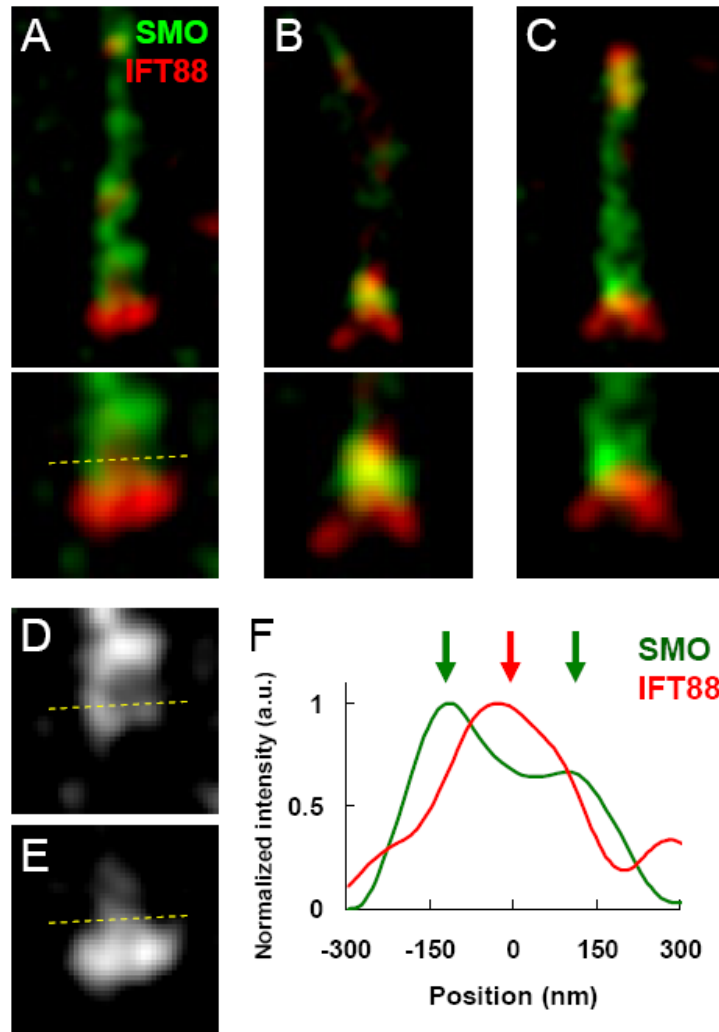 A
SMO
IFT88
B
C
D
E
F
SMO
IFT88
Normalized intensity (a.u.)
1
0.5
0
-300
-150
0
150
300
Position (nm)